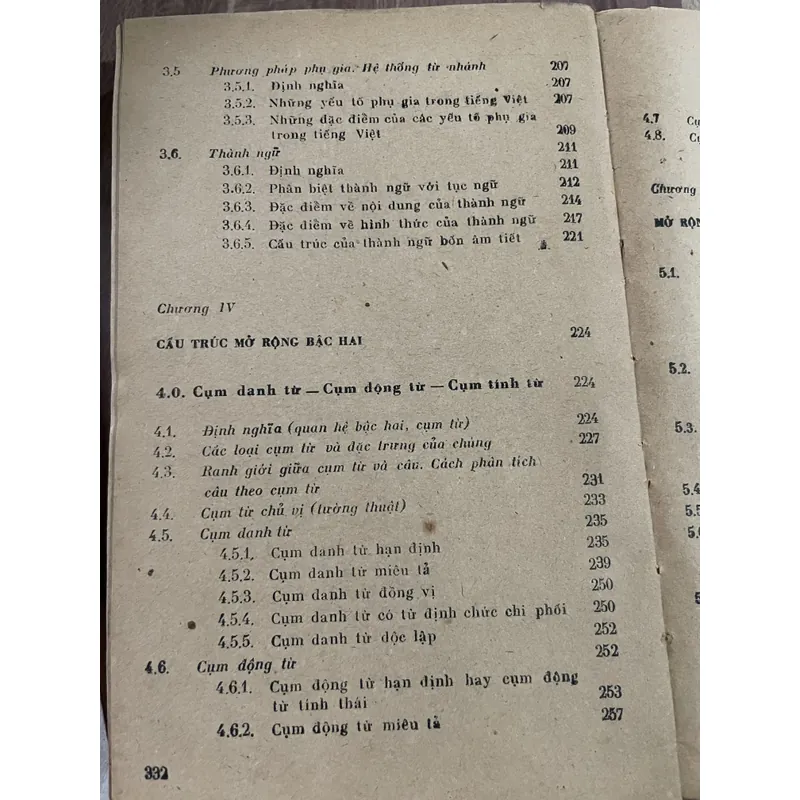 3.5 Phương pháp phụ gia. Hệ thống từ nhánh 207
3.5.1. Định nghĩa 207
3.5.2. Những yếu tố phụ gia trong tiếng Việt 207
3.5.3. Những đặc điểm của các yếu tố phụ gia
trong tiếng Việt 209
3.6. Thành ngữ 211
3.6.1. Định nghĩa 211
3.6.2. Phân biệt thành ngữ với tục ngữ 212
3.6.3. Đặc điểm về nội dung của thành ngữ 214
3.6.4. Đặc điểm về hình thức của thành ngữ 217
3.6.5. Cấu trúc của thành ngữ bốn âm tiết 221
Chương IV
CẤU TRÚC MỞ RỘNG BẬC HAI 224
4.0. Cụm danh từ — Cụm động từ — Cụm tính từ 224
4.1. Định nghĩa (quan hệ bậc hai, cụm từ) 224
4.2. Các loại cụm từ và đặc trưng của chúng 227
4.3. Ranh giới giữa cụm từ và câu. Cách phân tích
câu theo cụm từ 231
4.4. Cụm từ chủ vị (tường thuật) 233
4.5. Cụm danh từ 235
4.5.1. Cụm danh từ hạn định 235
4.5.2. Cụm danh từ miêu tả 239
4.5.3. Cụm danh từ đồng vị 250
4.5.4. Cụm danh từ có từ định chức chi phối 250
4.5.5. Cụm danh từ độc lập 252
4.6. Cụm động từ 252
4.6.1. Cụm động từ hạn định hay cụm động
từ tình thái 253
4.6.2. Cụm động từ miêu tả 257
332
4.7
4.8.
Chương
MỞ
5.1.
5.2.
5.3.